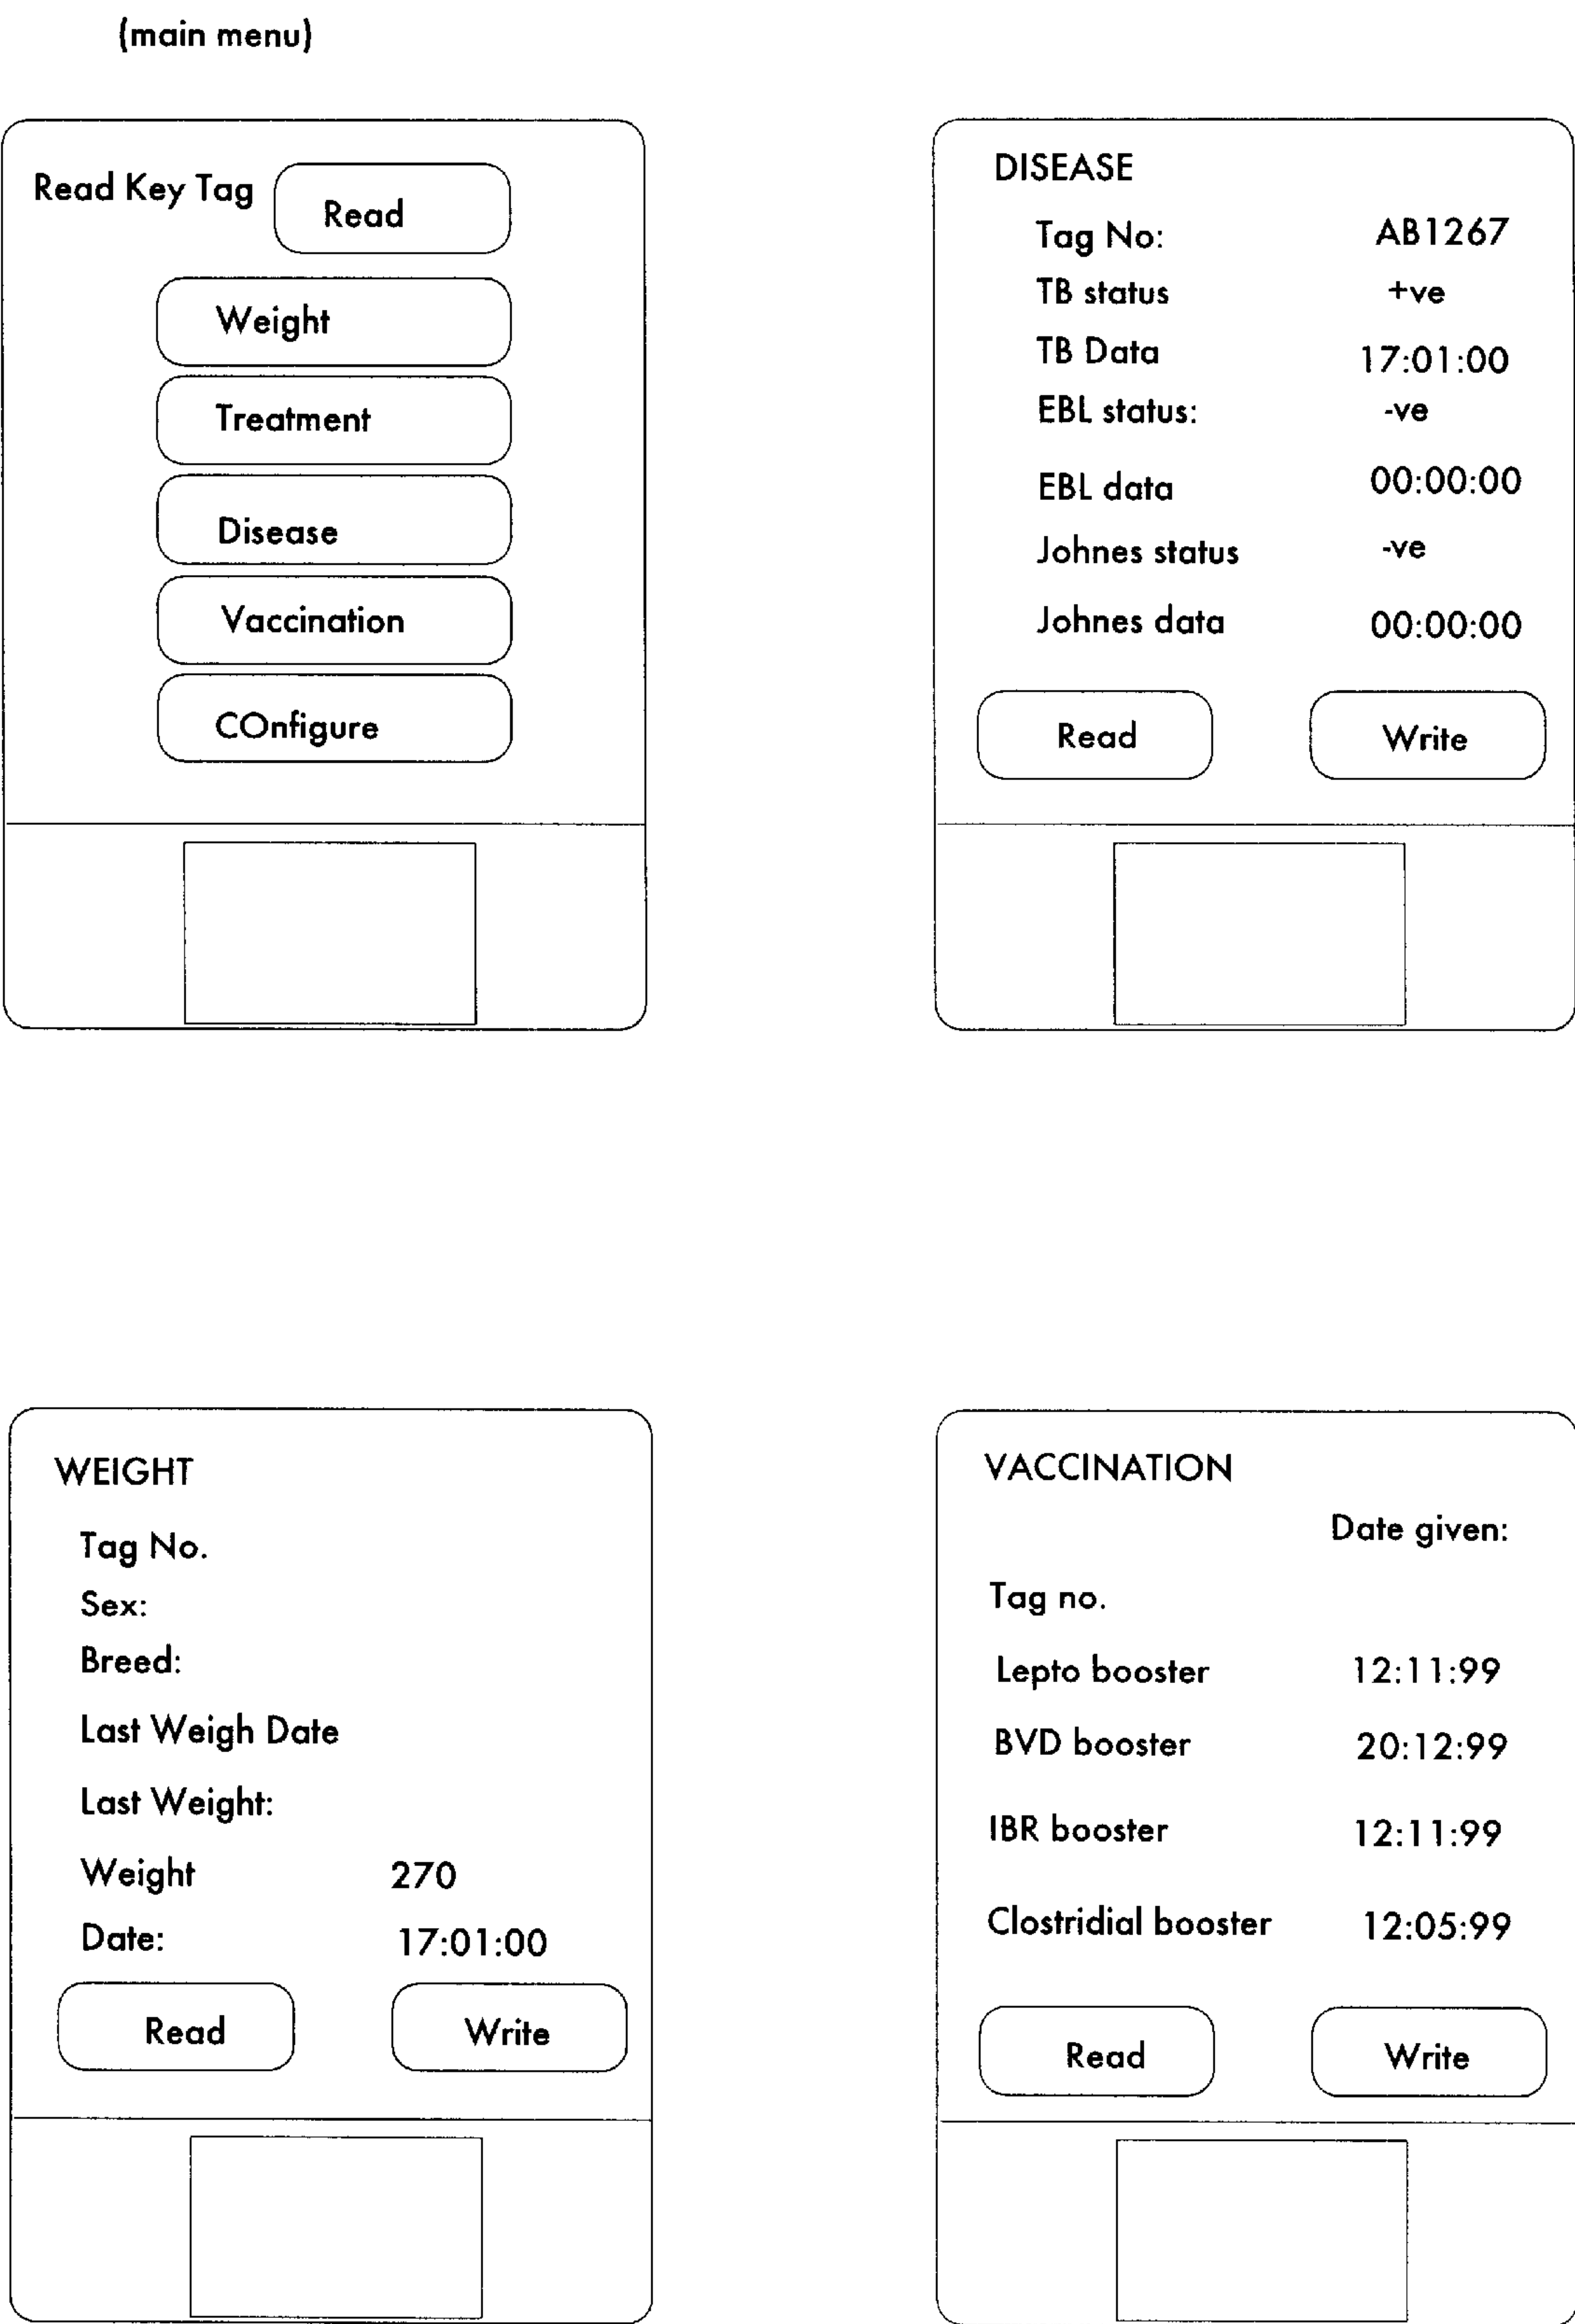 (main menu)
Read Key Tag Read
Weight
Treatment
Disease
Vaccination
COnfigure
DISEASE
Tag No: AB1267
TB status +ve
TB Data 17:01:00
EBL status: -ve
EBL data 00:00:00
Johnes status -ve
Johnes data 00:00:00
Read Write
WEIGHT
Tag No.
Sex:
Breed:
Last Weigh Date
Last Weight:
Weight 270
Date: 17:01:00
Read Write
VACCINATION
Date given:
Tag no.
Lepto booster 12:11:99
BVD booster 20:12:99
IBR booster 12:11:99
Clostridial booster 12:05:99
Read Write